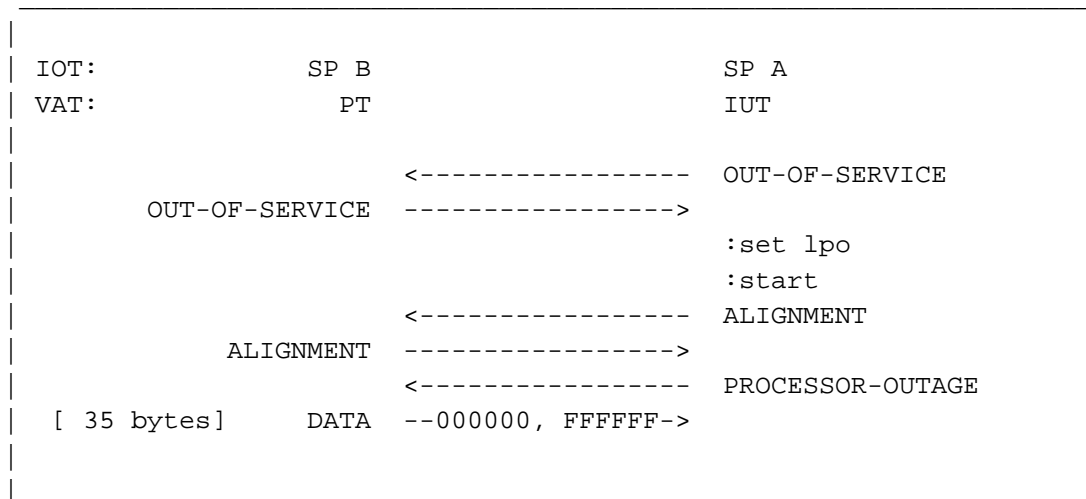 IOT: SP B SP A
VAT: PT IUT
<----------------- OUT-OF-SERVICE
OUT-OF-SERVICE ----------------->
:set lpo
:start
<----------------- ALIGNMENT
ALIGNMENT ----------------->
<----------------- PROCESSOR-OUTAGE
[ 35 bytes] DATA --000000, FFFFFF->